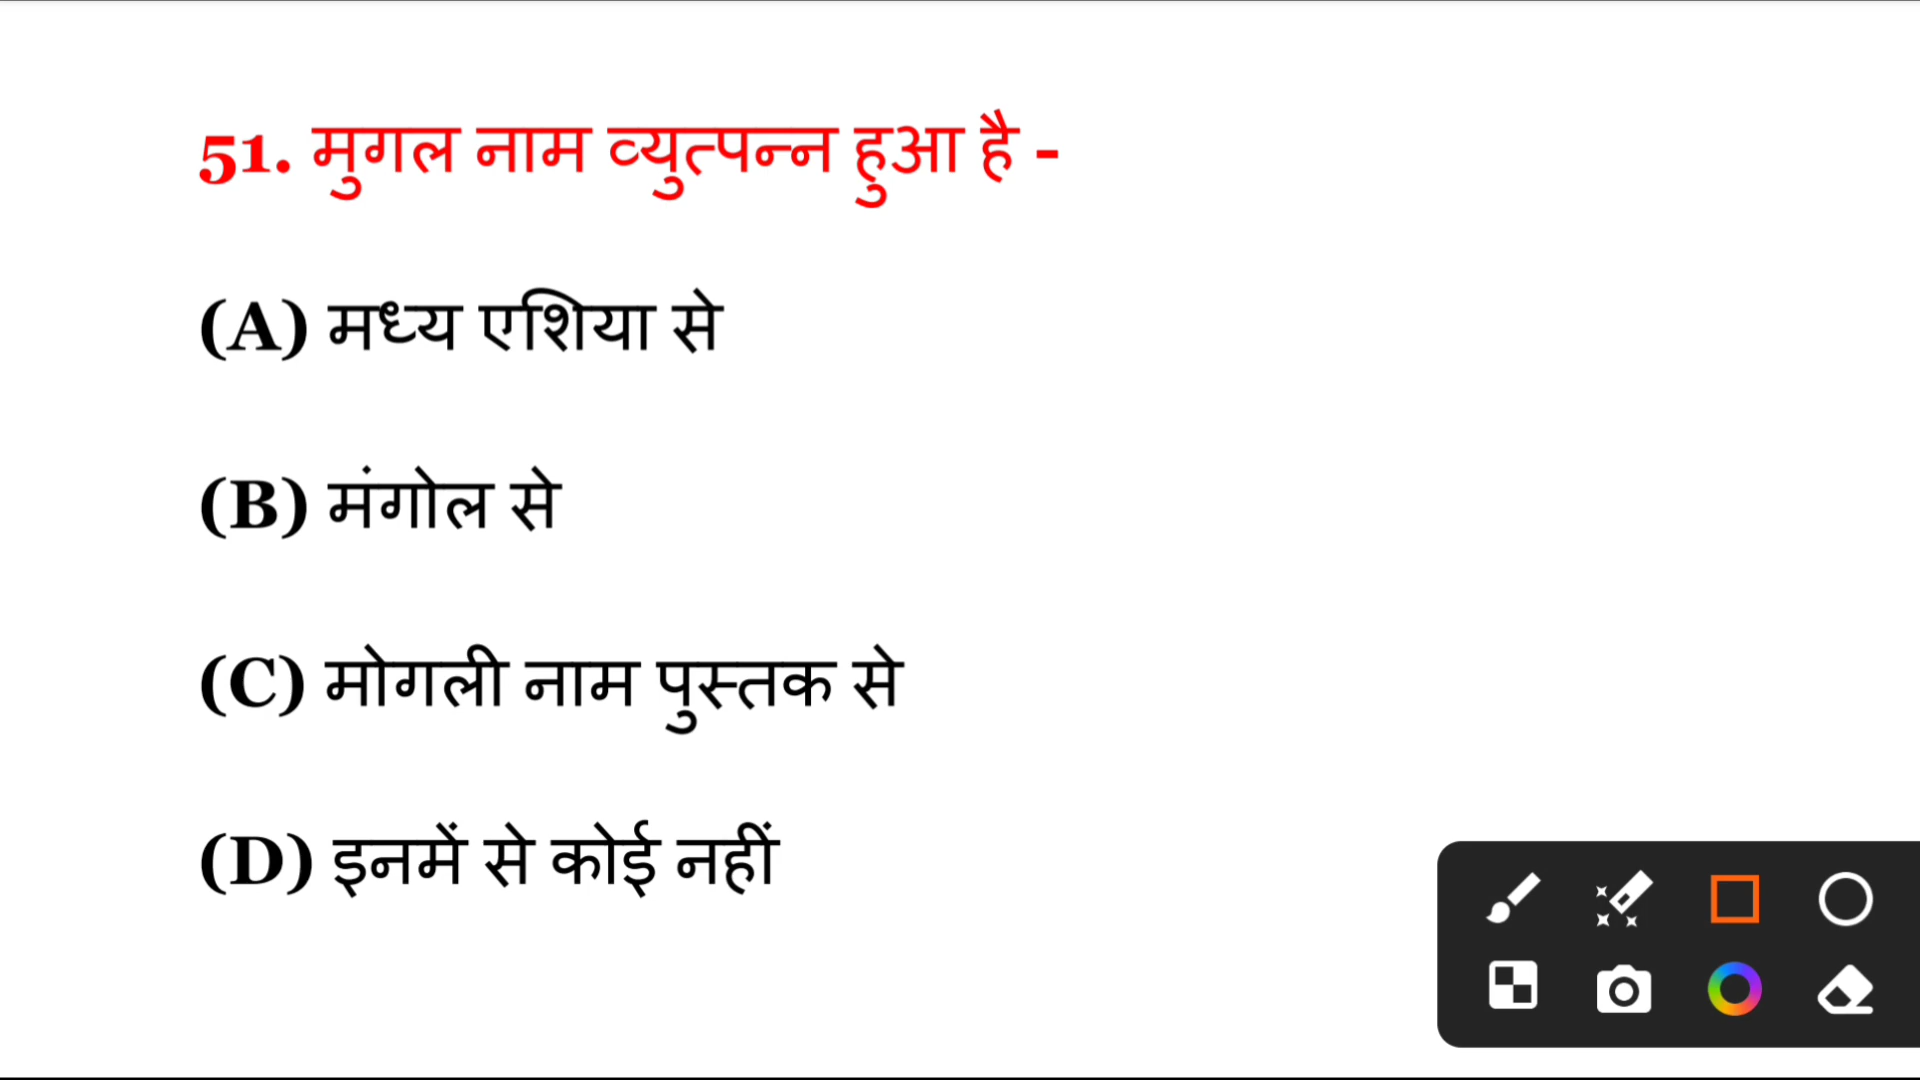 51. मुगल नाम व्युत्पन्न हुआ है -
(A) मध्य एशिया से
(B) मंगोल से
(C) मोगली नाम पुस्तक से
(D) इनमें से कोई नहीं